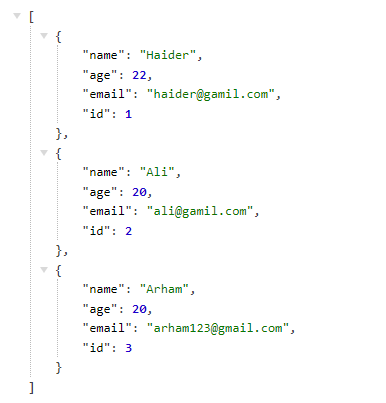 [
{
"name": "Haider",
"age": 22,
"email": "haider@gamil.com",
"id": 1
},
{
"name": "Ali",
"age": 20,
"email": "ali@gamil.com",
"id": 2
},
{
"name": "Arham",
"age": 20,
"email": "arham123@gmail.com",
"id": 3
}
]